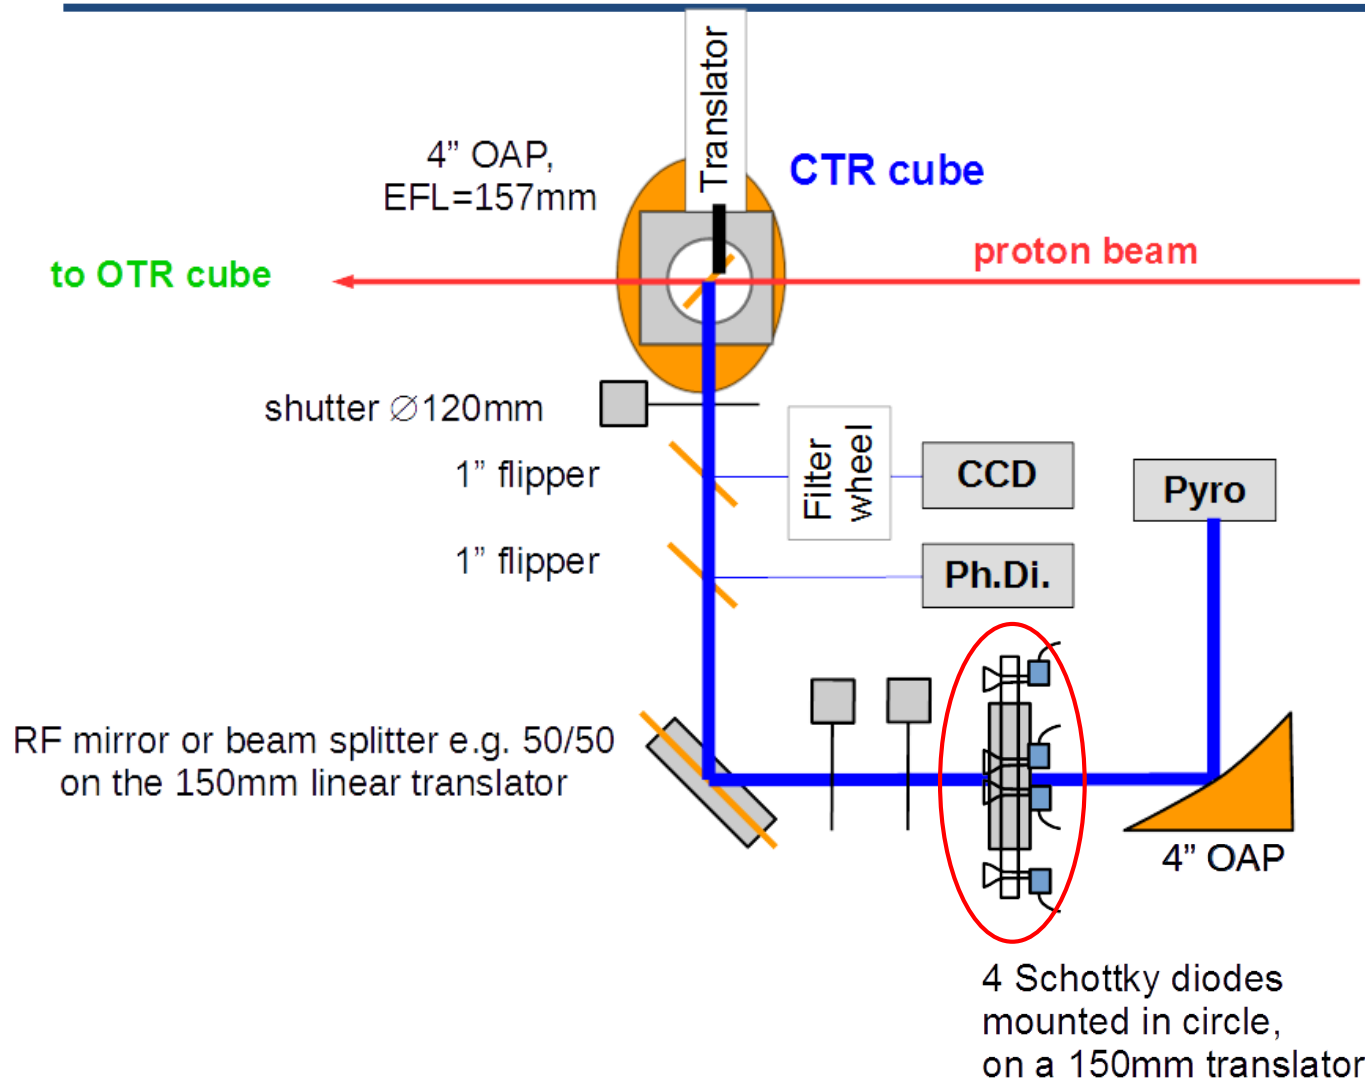 Translator
4” OAP,
EFL=157mm
CTR cube
proton beam
to OTR cube
shutter ∅120mm
1” flipper
Filter
wheel
CCD
Pyro
1” flipper
Ph.Di.
RF mirror or beam splitter e.g. 50/50
on the 150mm linear translator
4” OAP
4 Schottky diodes
mounted in circle,
on a 150mm translator